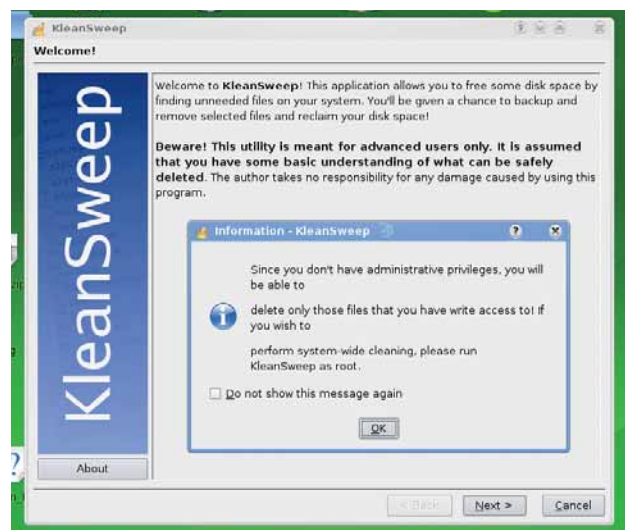 KleanSweep
Welcome!
KleanSweep
Welcome to KleanSweep! This application allows you to free some disk space by
finding unneeded files on your system. You'll be given a chance to backup and
remove selected files and reclaim your disk space!
Beware! This utility is meant for advanced users only. It is assumed
that you have some basic understanding of what can be safely
deleted. The author takes no responsibility for any damage caused by using this
program.
Information - KleanSweep
Since you don't have administrative privileges, you will
be able to
delete only those files that you have write access to! If
you wish to
perform system-wide cleaning, please run
KleanSweep as root.
Do not show this message again
OK
About
< Back
Next >
Cancel